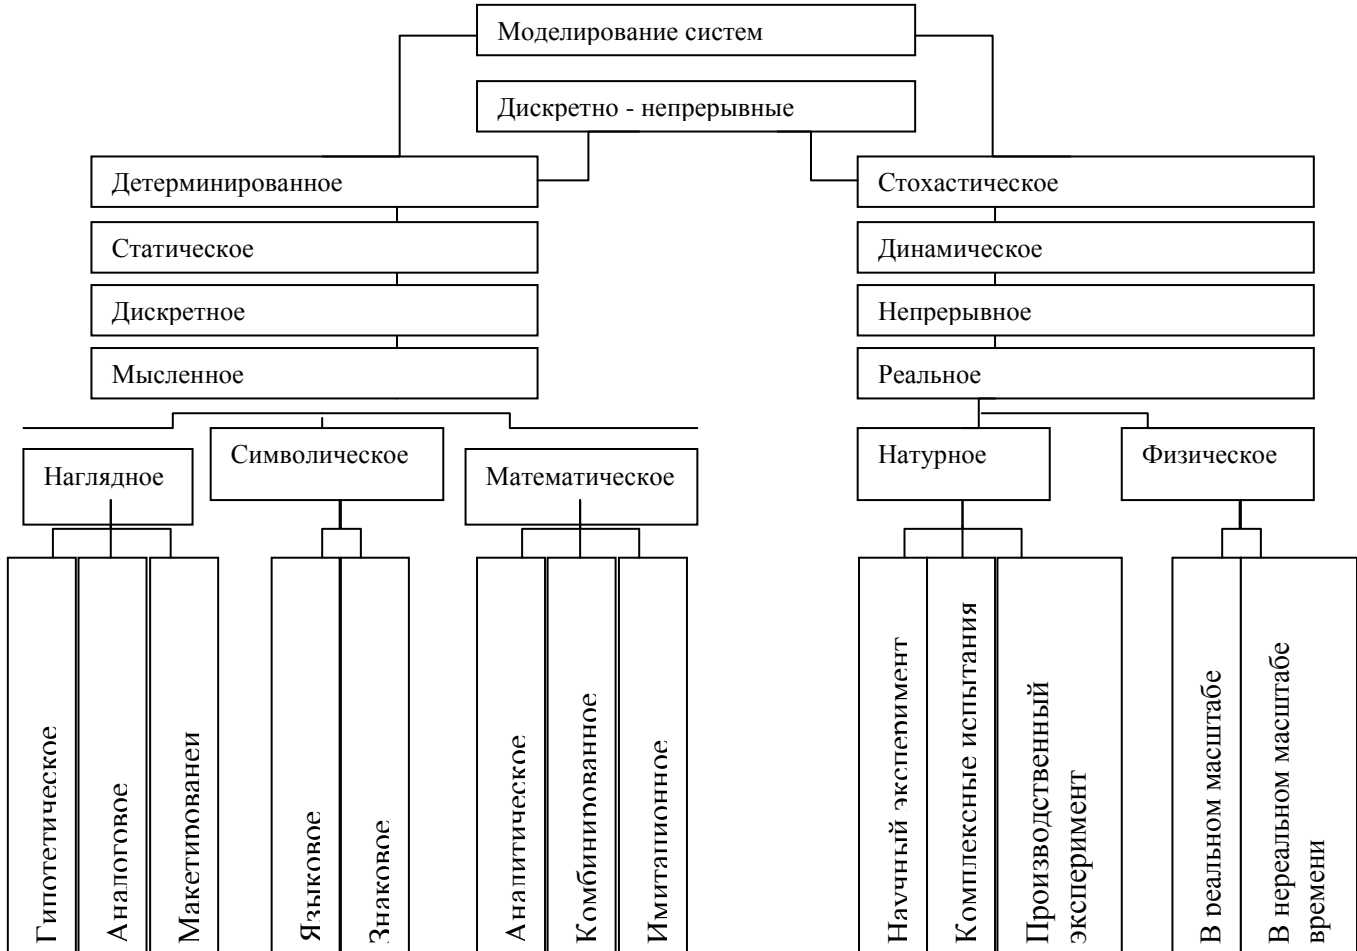 Моделирование систем
Дискретно - непрерывные
Детерминированное
Стохастическое
Статическое
Динамическое
Дискретное
Непрерывное
Мысленное
Реальное
Наглядное
Символическое
Математическое
Натурное
Физическое
Гипотетическое
Аналоговое
Макетированеи
Языковое
Знаковое
Аналитическое
Комбинированное
Имитационное
Научный эксперимент
Комплексные испытания
Производственный
эксперимент
В реальном масштабе
В нереальном масштабе
времени